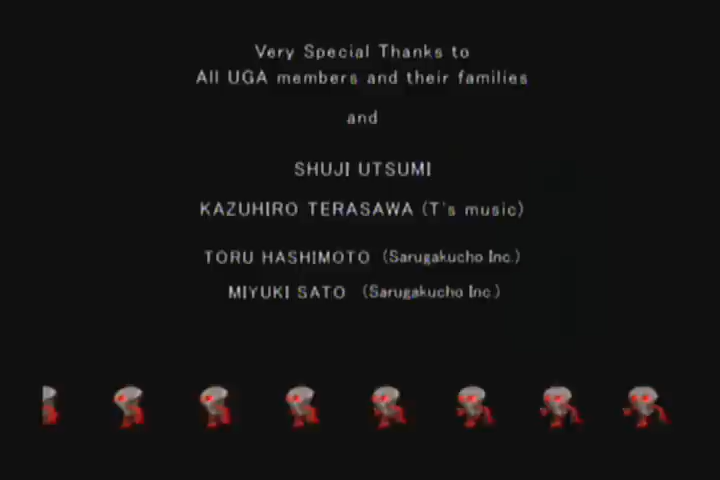 Very Special Thanks to
All UGA members and their families
and
SHUJI UTSUMI
KAZUHIRO TERASAWA (T's music)
TORU HASHIMOTO (Sarugakucho Inc.)
MIYUKI SATO (Sarugakucho Inc.)